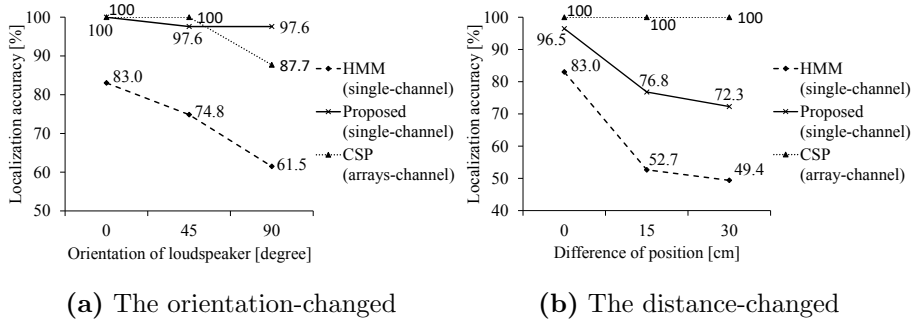 Localization accuracy [%]
100
90
80
70
60
50
100
100
100
97.6
97.6
87.7
83.0
74.8
61.5
0
45
90
Orientation of loudspeaker [degree]
HMM
(single-channel)
Proposed
(single-channel)
CSP
(arrays-channel)
(a) The orientation-changed
Localization accuracy [%]
100
90
80
70
60
50
40
100
100
100
96.5
83.0
76.8
72.3
52.7
49.4
0
15
30
Difference of position [cm]
HMM
(single-channel)
Proposed
(single-channel)
CSP
(array-channel)
(b) The distance-changed